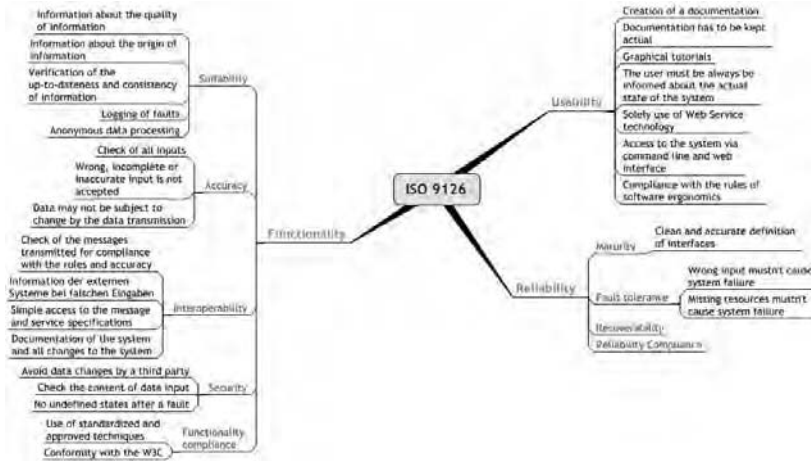 Information about the quality
of information
Information about the origin of
information
Verification of the
up-to-dateness and consistency
of information
Logging of faults
Anonymous data processing
Suitability
Check of all inputs
Wrong, incomplete or
inaccurate input is not
accepted
Data may not be subject to
change by the data transmission
Accuracy
Check of the messages
transmitted for compliance
with the rules and accuracy
Information der externen
Systeme bei falschen Eingaben
Simple access to the message
and service specifications
Documentation of the system
and all changes to the system
Interoperability
Avoid data changes by a third party
Check the content of data input
No undefined states after a fault
Security
Use of standardized and
approved techniques
Conformity with the W3C
Functionality
compliance
Functionality
ISO 9126
Usability
Creation of a documentation
Documentation has to be kept
actual
Graphical tutorials
The user must be always be
informed about the actual
state of the system
Solely use of Web Service
technology
Access to the system via
command line and web
interface
Compliance with the rules of
software ergonomics
Reliability
Maturity
Clean and accurate definition
of interfaces
Fault tolerance
Wrong input mustn't cause
system failure
Missing resources mustn't
cause system failure
Recoverability
Reliability Compliance